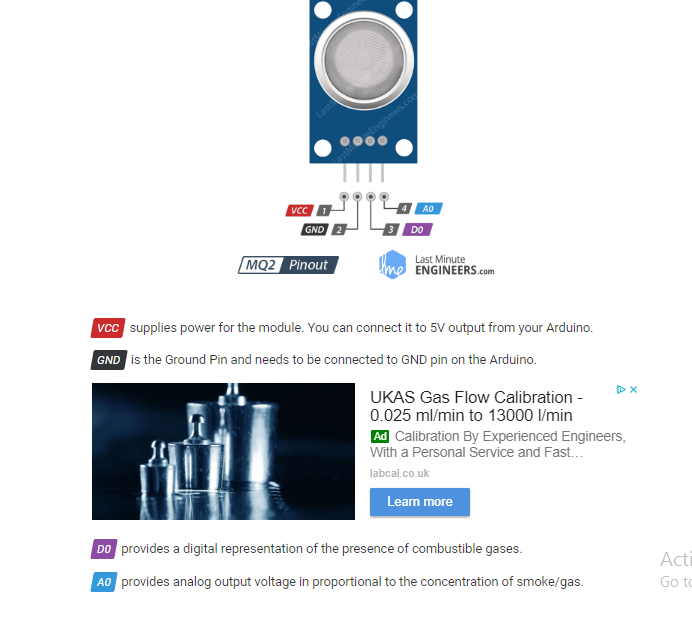 LastMinuteEngineers.com
VCC 1
4 A0
GND 2
3 D0
MQ2 Pinout
lme Last Minute
ENGINEERS.com
VCC supplies power for the module. You can connect it to 5V output from your Arduino.
GND is the Ground Pin and needs to be connected to GND pin on the Arduino.
UKAS Gas Flow Calibration -
0.025 ml/min to 13000 l/min
Ad Calibration By Experienced Engineers,
With a Personal Service and Fast...
labcal.co.uk
Learn more
D0 provides a digital representation of the presence of combustible gases.
A0 provides analog output voltage in proportional to the concentration of smoke/gas.
Acti
Go to